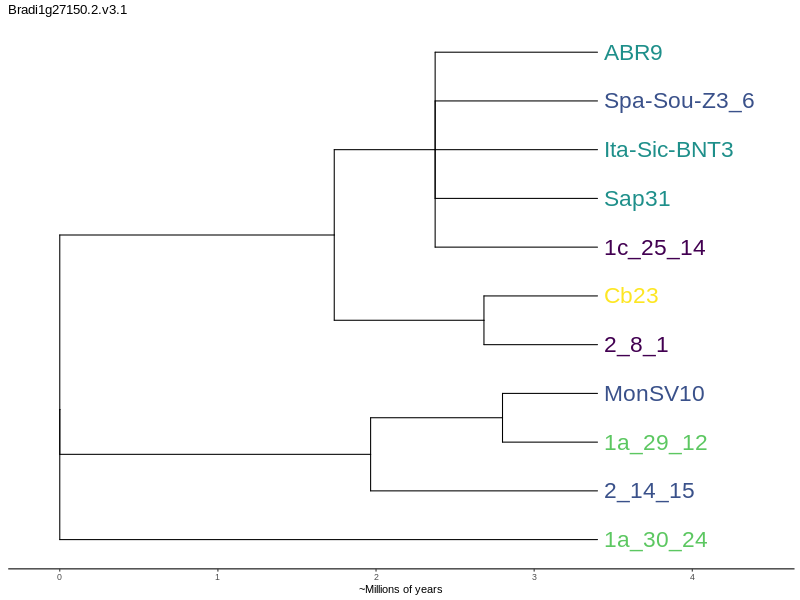 Bradi1g27150.2.v3.1
ABR9
Spa-Sou-Z3_6
Ita-Sic-BNT3
Sap31
1c_25_14
Cb23
2_8_1
MonSV10
1a_29_12
2_14_15
1a_30_24
0 1 2 3 4
~Millions of years